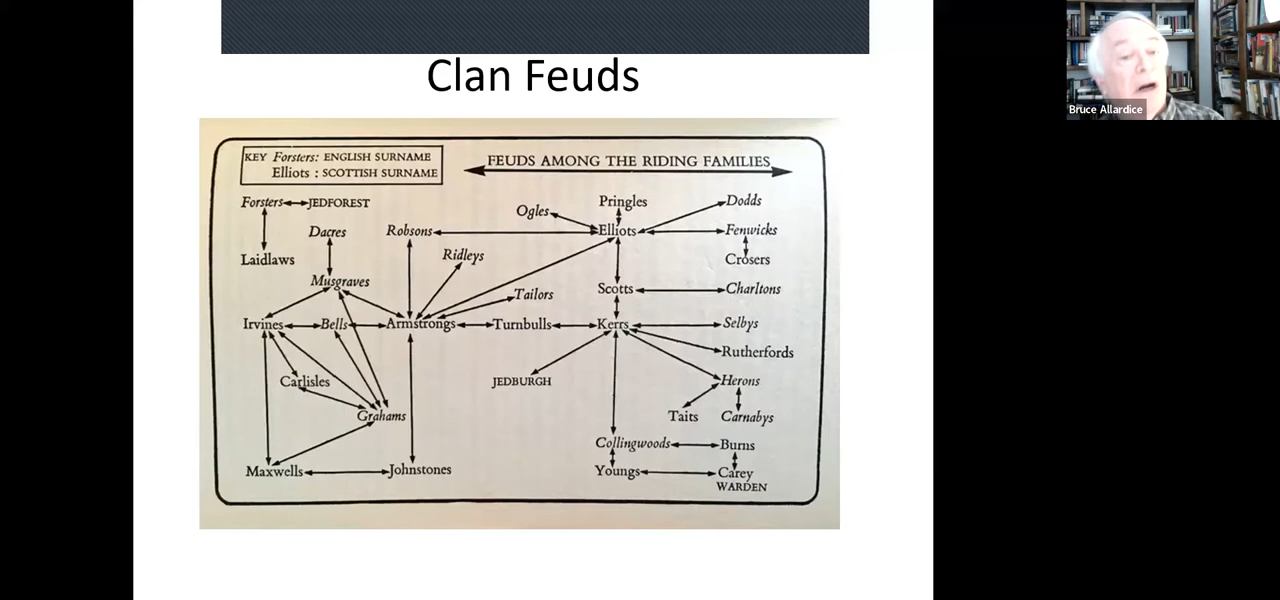 Clan Feuds
Bruce Allardice
KEY Forsters: ENGLISH SURNAME
Elliots : SCOTTISH SURNAME
FEUDS AMONG THE RIDING FAMILIES
Forsters
JEDFOREST
Pringles
Dodds
Ogles
Dacres
Robsons
Elliots
Fenwicks
Laidlaws
Ridleys
Crosers
Musgraves
Tailors
Scotts
Charltons
Irvines
Bells
Armstrongs
Turnbulls
Kerrs
Selbys
Rutherfords
Carlisles
JEDBURGH
Herons
Grahams
Taits
Carnabys
Collingwoods
Burns
Maxwells
Johnstones
Youngs
Carey
WARDEN